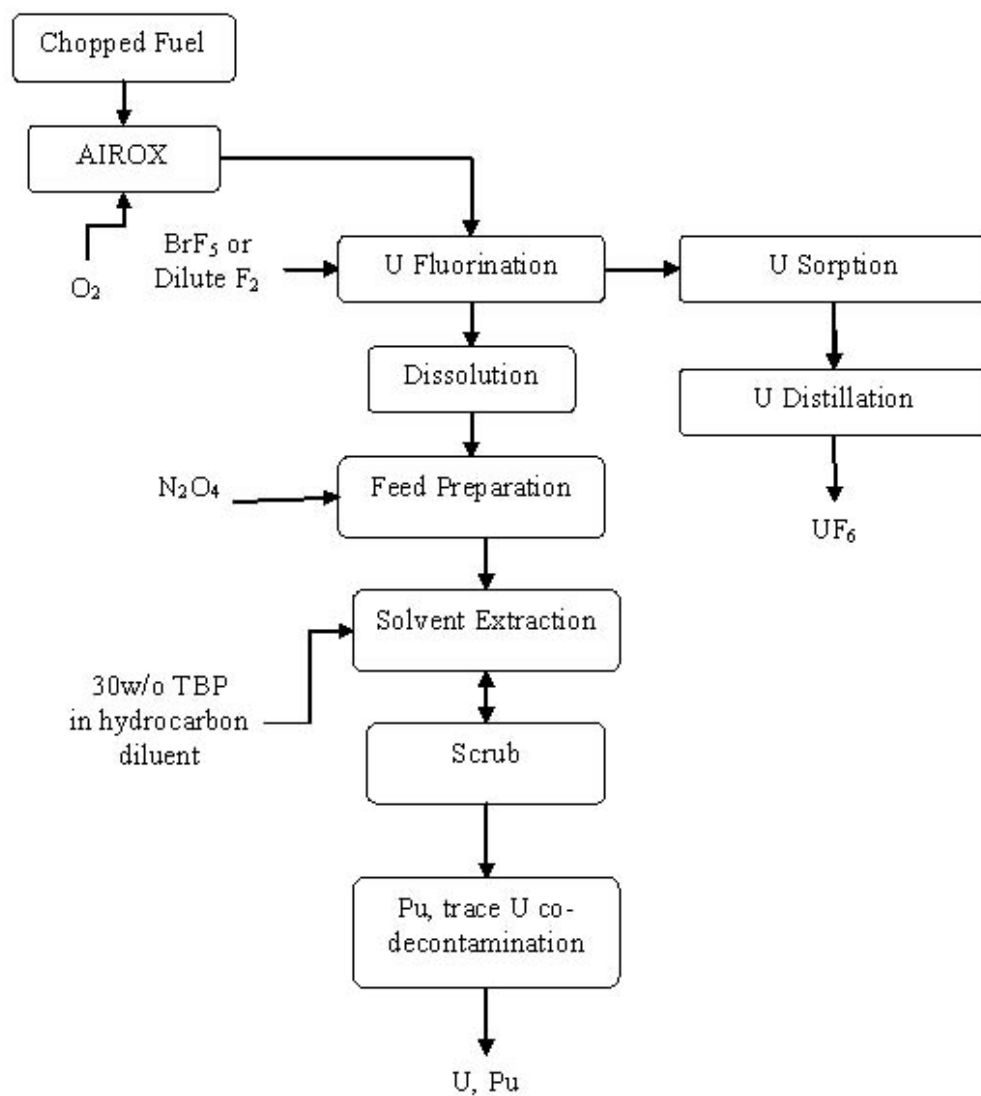 Chopped Fuel
AIROX
O₂
BrF₅ or
Dilute F₂
U Fluorination
U Sorption
Dissolution
U Distillation
N₂O₄
Feed Preparation
UF₆
Solvent Extraction
30w/o TBP
in hydrocarbon
diluent
Scrub
Pu, trace U co-
decontamination
U, Pu